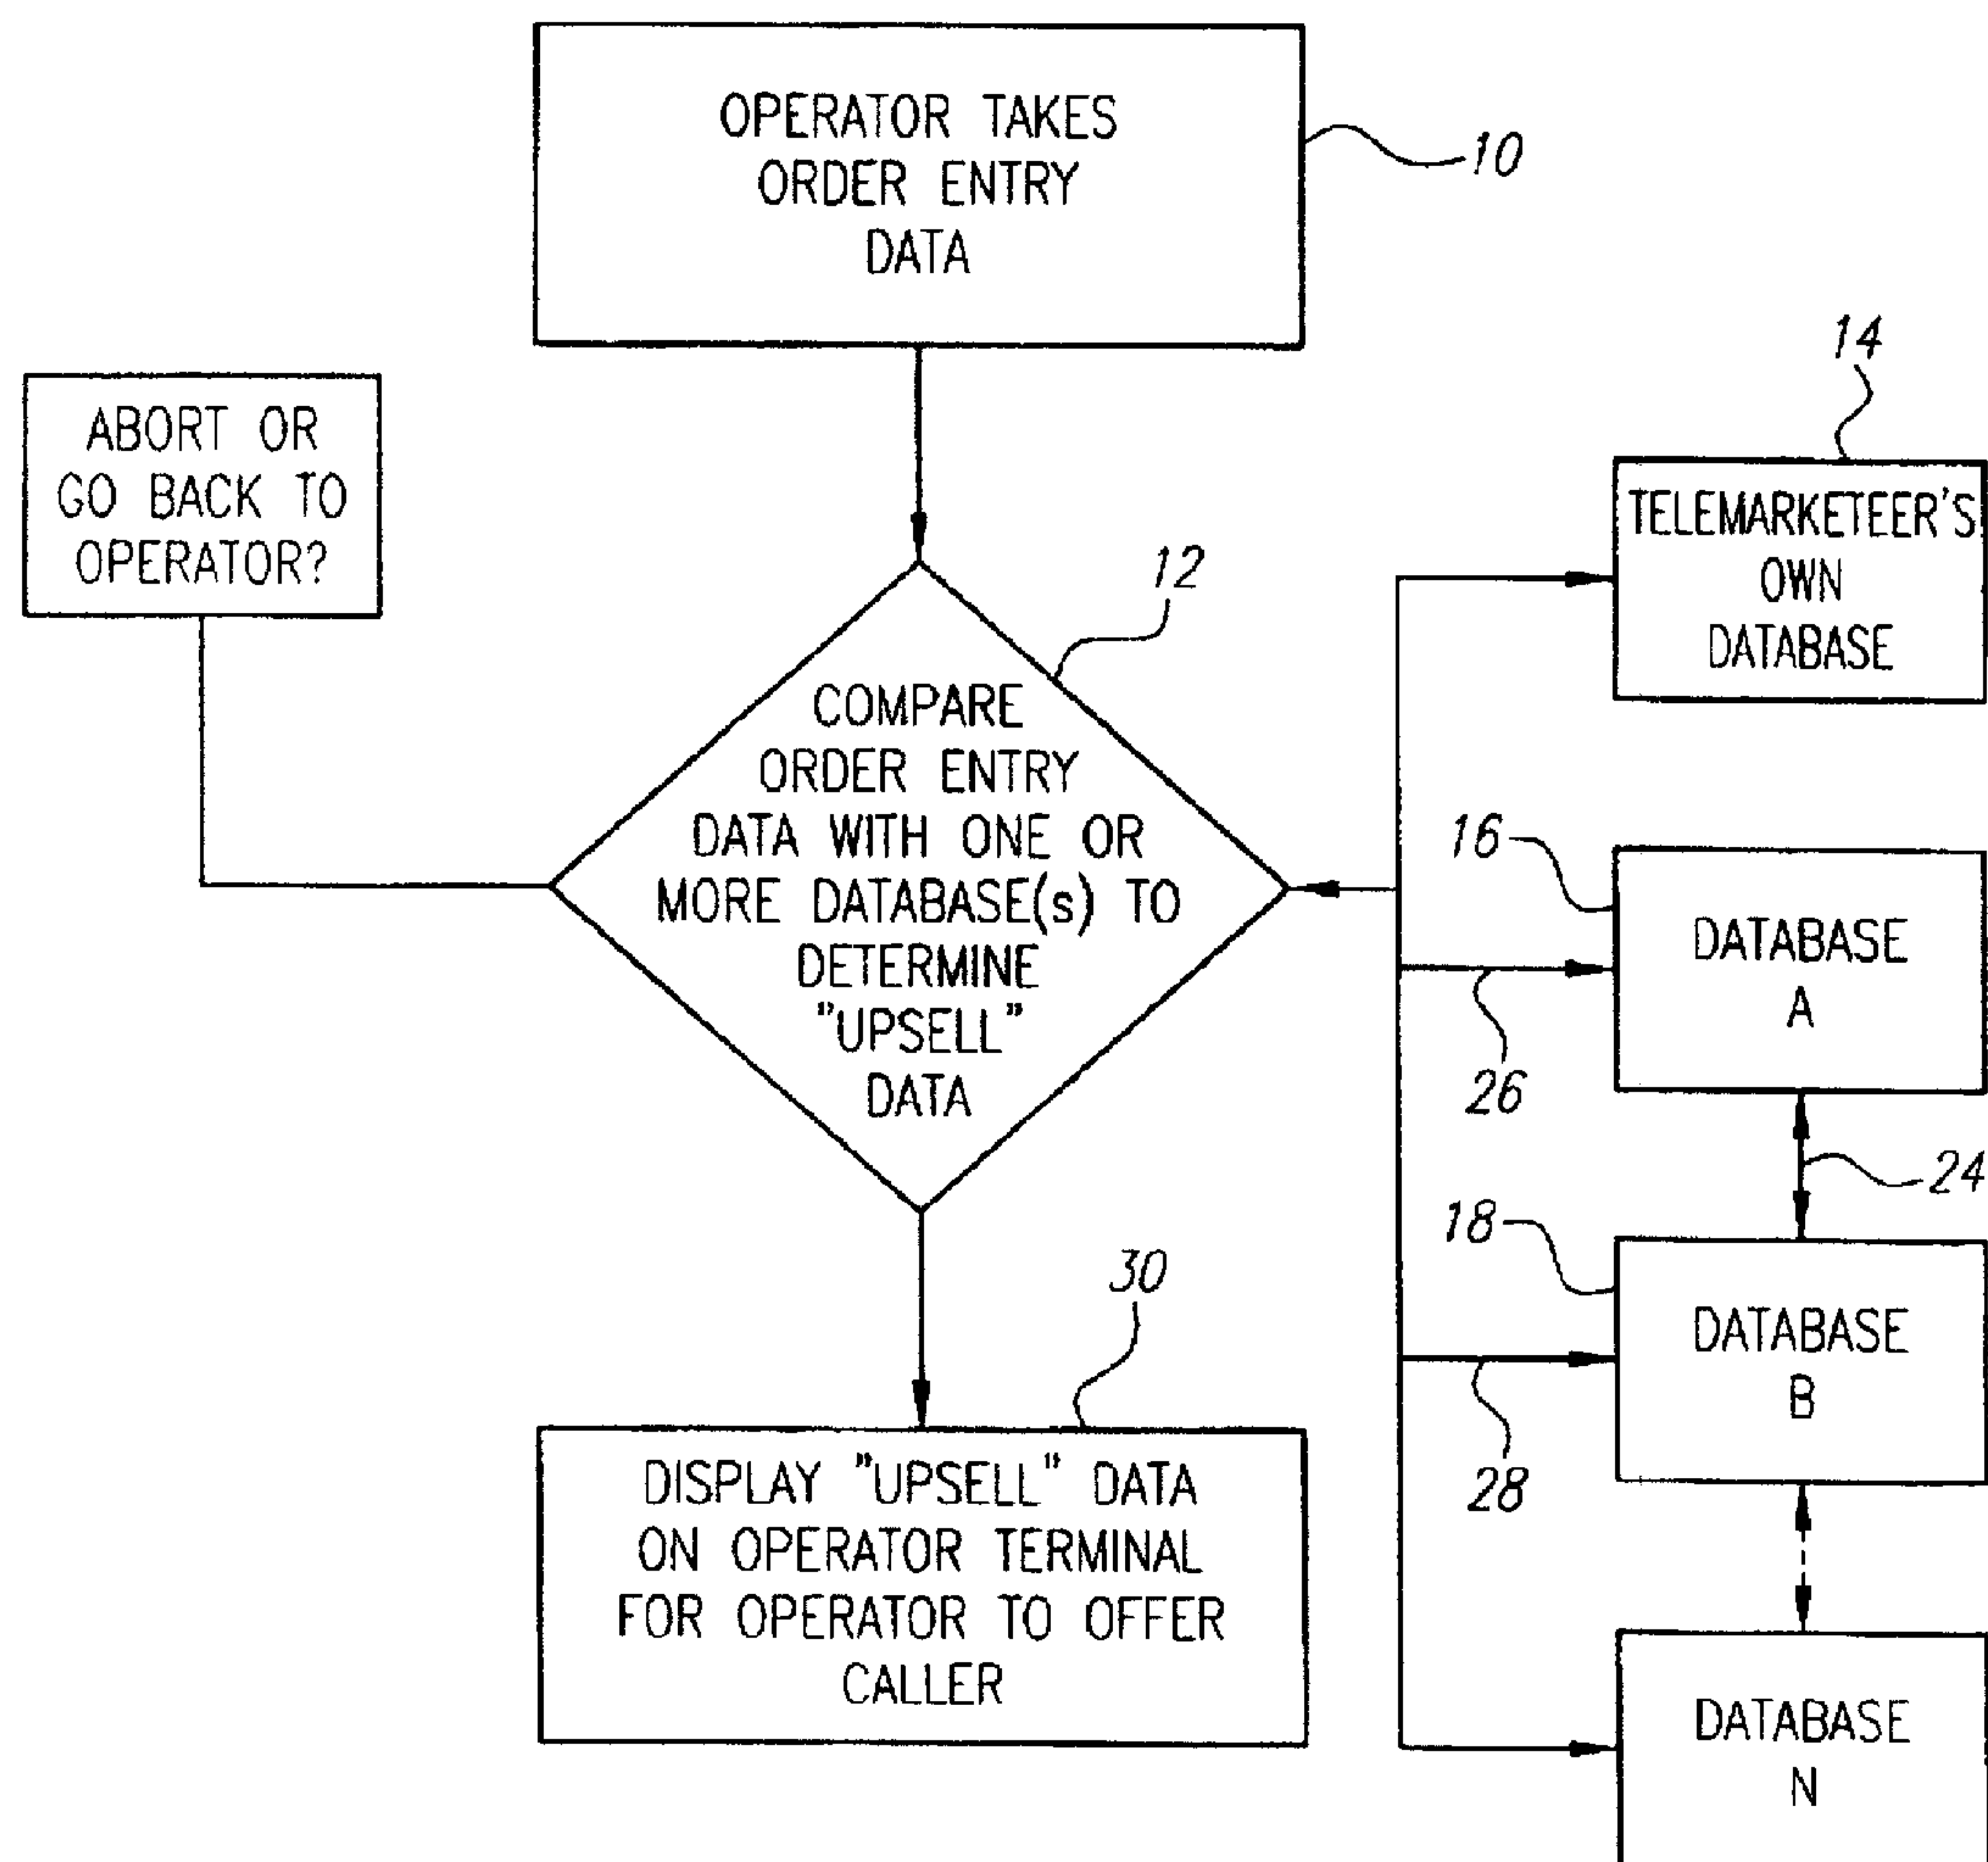 OPERATOR TAKES
ORDER ENTRY
DATA
10
ABORT OR
GO BACK TO
OPERATOR?
12
COMPARE
ORDER ENTRY
DATA WITH ONE OR
MORE DATABASE(s) TO
DETERMINE
"UPSELL"
DATA
14
TELEMARKETEER'S
OWN
DATABASE
16
DATABASE
A
26
24
18
DATABASE
B
28
30
DISPLAY "UPSELL" DATA
ON OPERATOR TERMINAL
FOR OPERATOR TO OFFER
CALLER
DATABASE
N